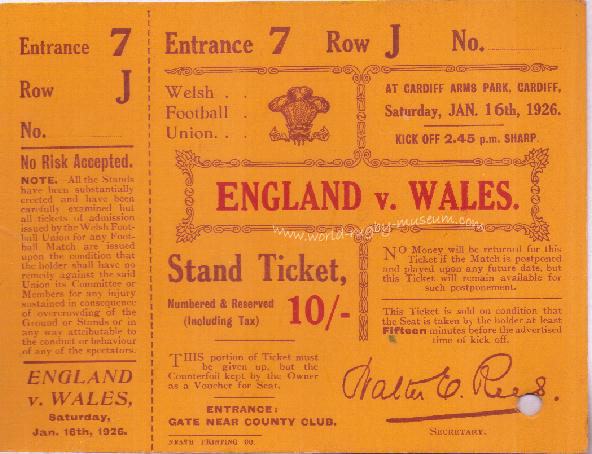 Entrance 7
Row J
No.
No Risk Accepted.
NOTE. All the Stands
have been substantially
erected and have been
carefully examined but
all tickets of admission
issued by the Welsh Foot-
ball Union for any Foot-
ball Match are issued
upon the condition that
the holder shall have no
remedy against the said
Union its Committee or
Members for any injury
sustained in consequence
of overcrowding of the
Ground or Stands or in
any way attributable to
the conduct or behaviour
of any of the spectators.
ENGLAND
v. WALES,
Saturday,
Jan. 16th, 1926.
Entrance 7 Row J No.
Welsh . .
Football .
Union. . .
AT CARDIFF ARMS PARK, CARDIFF,
Saturday, JAN. 16th, 1926.
KICK OFF 2.45 p.m. SHARP.
ENGLAND v. WALES.
www.world-rugby-museum.com
Stand Ticket,
Numbered & Reserved
(Including Tax)
10/-
THIS portion of Ticket must
be given up, but the
Counterfoil kept by the Owner
as a Voucher for Seat.
ENTRANCE:
GATE NEAR COUNTY CLUB.
NEATH PRINTING CO.
NO Money will be returned for this
Ticket if the Match is postponed
and played upon any future date, but
this Ticket will remain available for
such postponement.
This Ticket is sold on condition that
the Seat is taken by the holder at least
Fifteen minutes before the advertised
time of kick off.
Walter E. Rees.
SECRETARY.